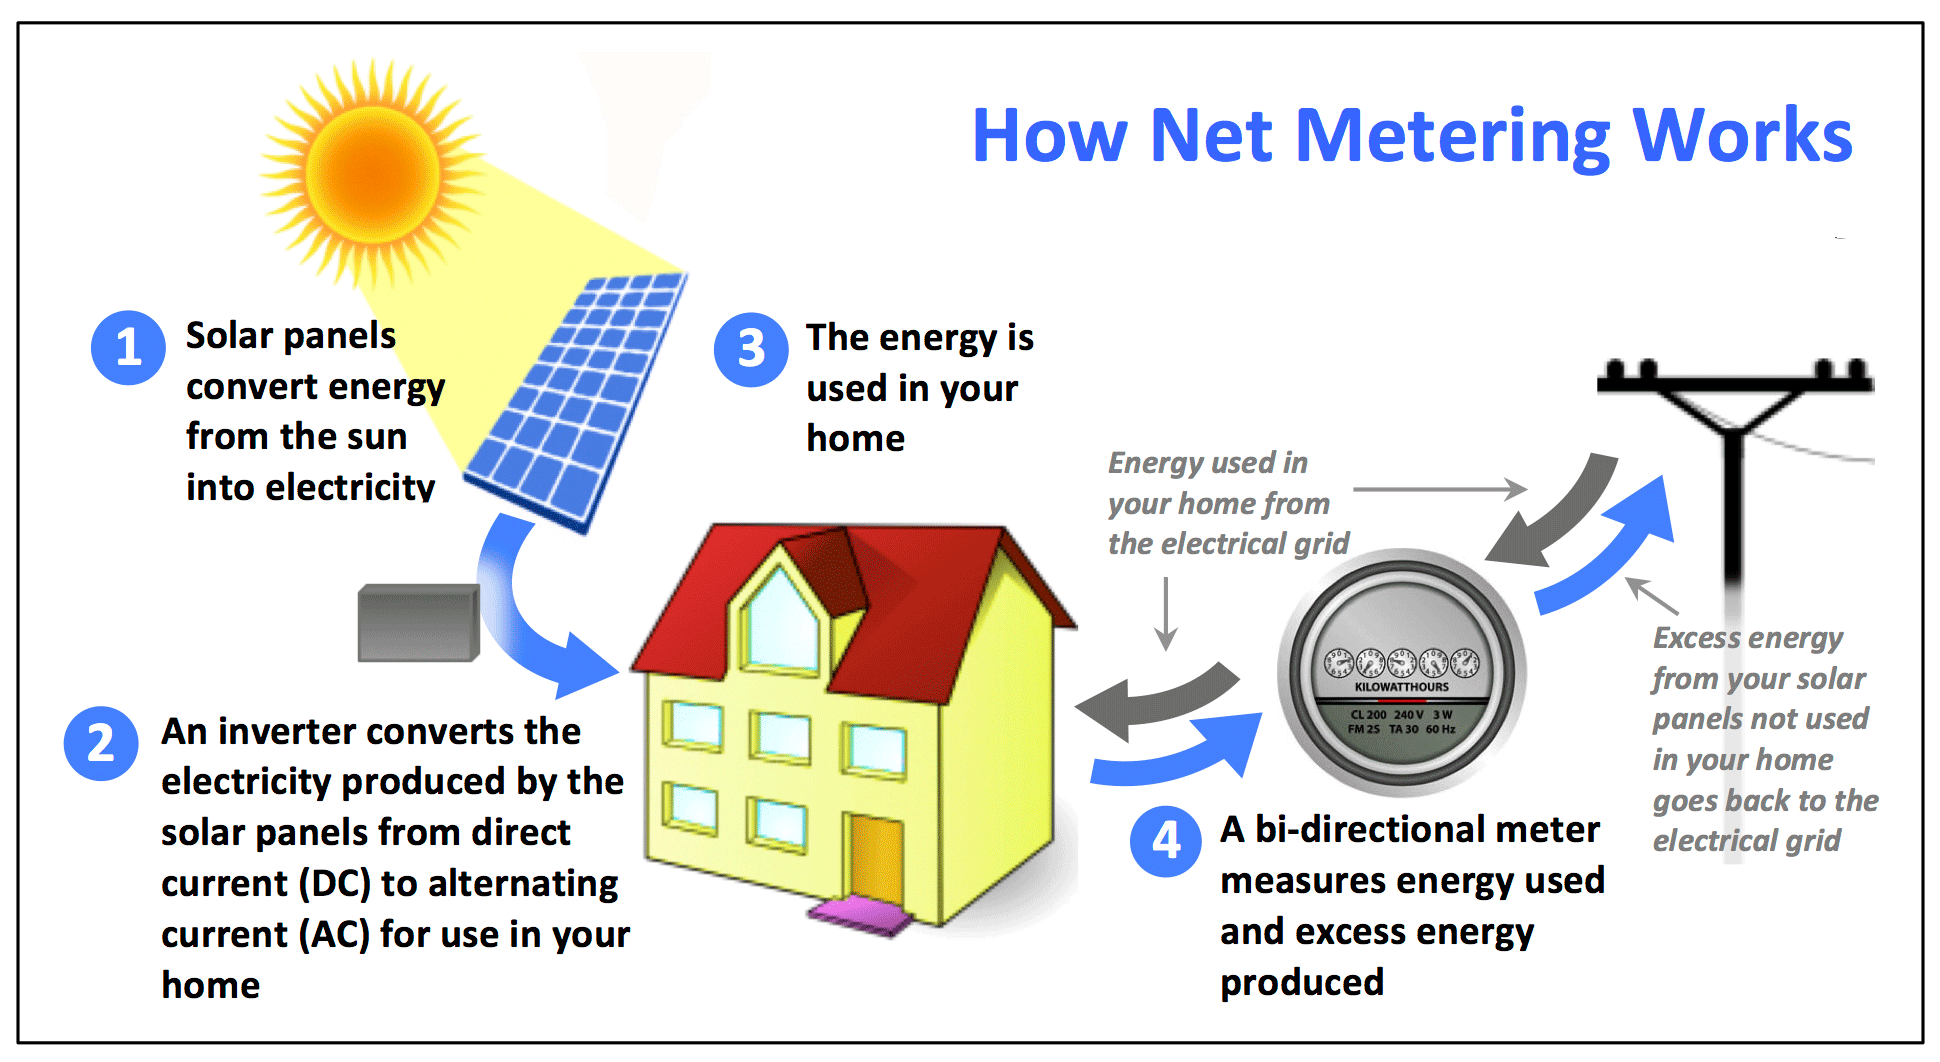 How Net Metering Works
1
Solar panels
convert energy
from the sun
into electricity
2
An inverter converts the
electricity produced by the
solar panels from direct
current (DC) to alternating
current (AC) for use in your
home
3
The energy is
used in your
home
Energy used in
your home from
the electrical grid
KILOWATTHOURS
CL 200 240 V 3 W
FM 2S TA 30 60 Hz
4
A bi-directional meter
measures energy used
and excess energy
produced
Excess energy
from your solar
panels not used
in your home
goes back to the
electrical grid